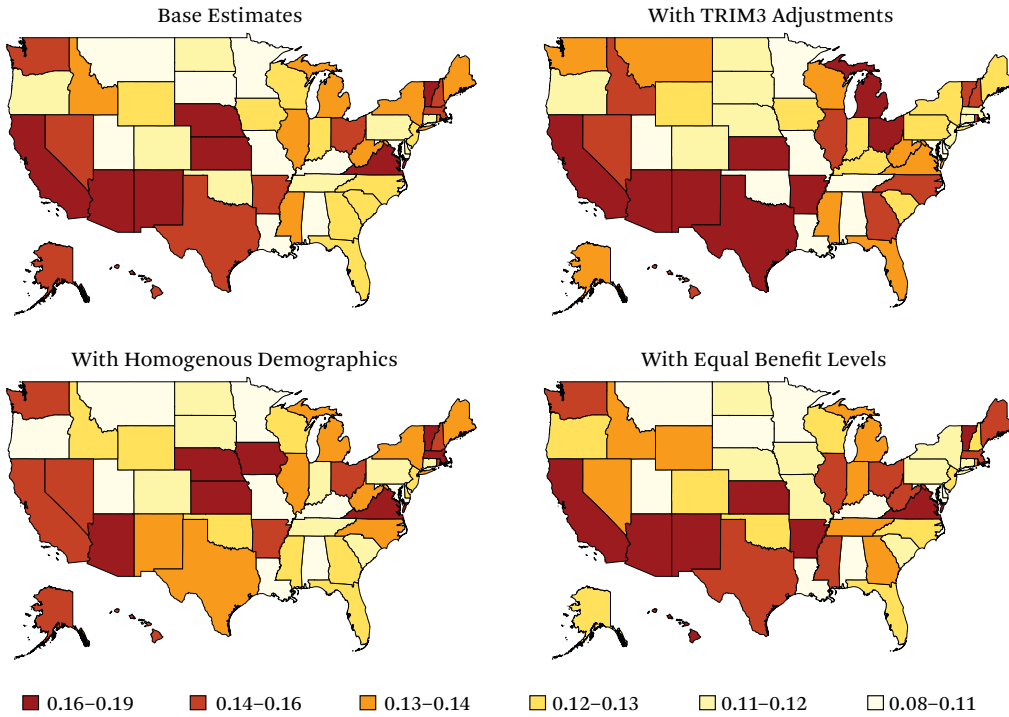 Base Estimates
With TRIM3 Adjustments
With Homogenous Demographics
With Equal Benefit Levels
0.16–0.19 0.14–0.16 0.13–0.14 0.12–0.13 0.11–0.12 0.08–0.11